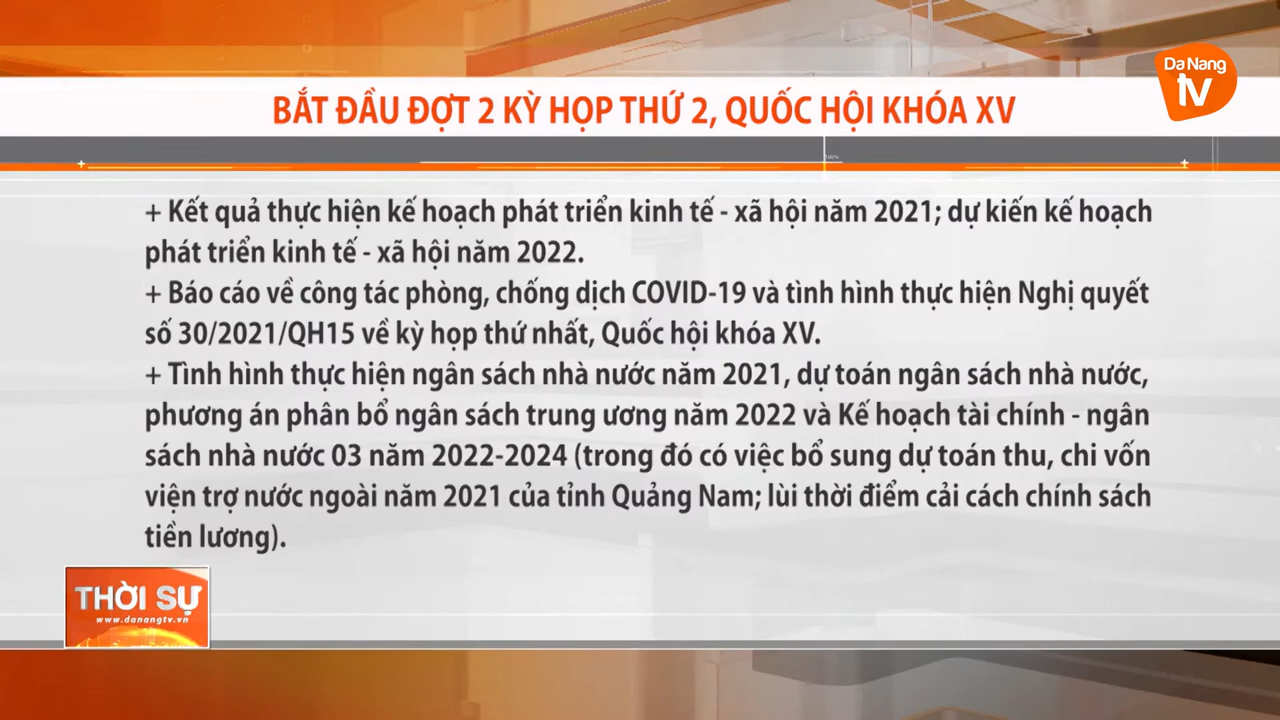 Da Nang
tv
BẮT ĐẦU ĐỢT 2 KỲ HỌP THỨ 2, QUỐC HỘI KHÓA XV
+ Kết quả thực hiện kế hoạch phát triển kinh tế - xã hội năm 2021; dự kiến kế hoạch
phát triển kinh tế - xã hội năm 2022.
+ Báo cáo về công tác phòng, chống dịch COVID-19 và tình hình thực hiện Nghị quyết
số 30/2021/QH15 về kỳ họp thứ nhất, Quốc hội khóa XV.
+ Tình hình thực hiện ngân sách nhà nước năm 2021, dự toán ngân sách nhà nước,
phương án phân bổ ngân sách trung ương năm 2022 và Kế hoạch tài chính - ngân
sách nhà nước 03 năm 2022-2024 (trong đó có việc bổ sung dự toán thu, chi vốn
viện trợ nước ngoài năm 2021 của tỉnh Quảng Nam; lùi thời điểm cải cách chính sách
tiền lương).
THỜI SỰ
www.danangtv.vn